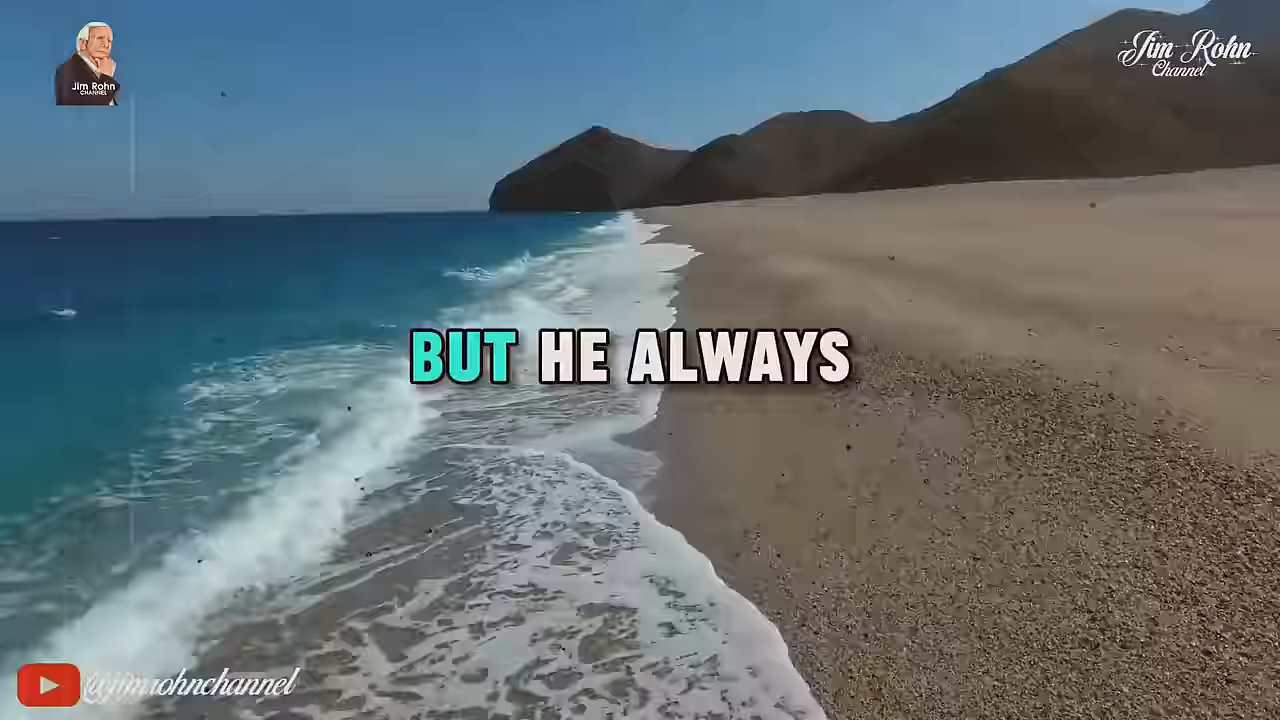 Jim Rohn
CHANNEL
Jim Rohn
Channel
BUT HE ALWAYS
@jimrohnchannel